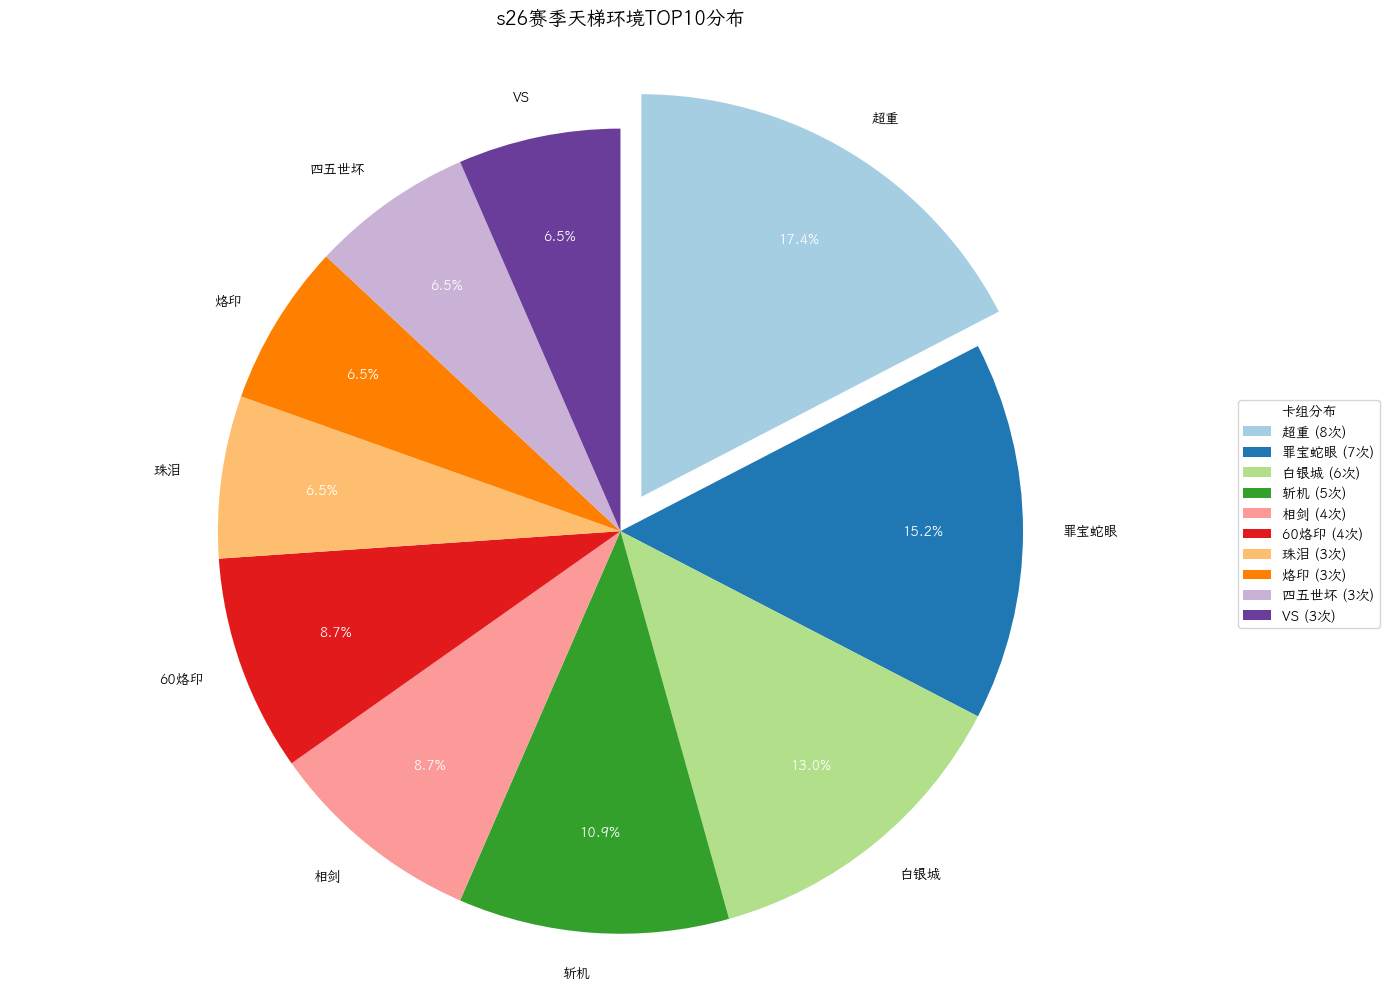 s26赛季天梯环境TOP10分布
VS
超重
四五世坏
17.4%
6.5%
6.5%
烙印
6.5%
珠泪
6.5%
15.2%
罪宝蛇眼
8.7%
60烙印
8.7%
13.0%
10.9%
相剑
白银城
斩机
卡组分布
超重 (8次)
罪宝蛇眼 (7次)
白银城 (6次)
斩机 (5次)
相剑 (4次)
60烙印 (4次)
珠泪 (3次)
烙印 (3次)
四五世坏 (3次)
VS (3次)